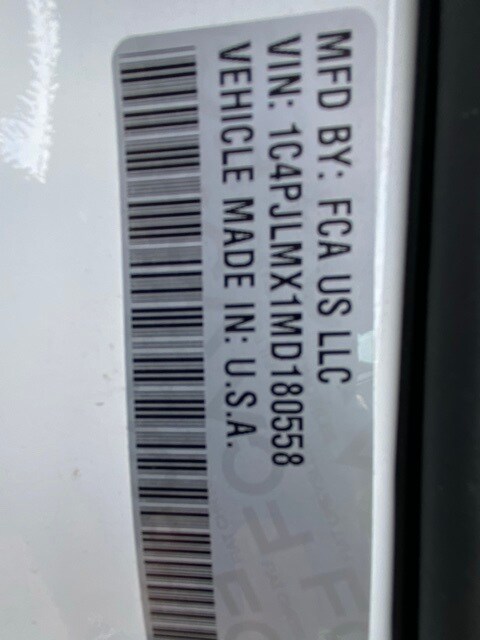 MFD BY: FCA US LLC
VIN: 1C4PJLMX1MD180558
VEHICLE MADE IN: U.S.A.